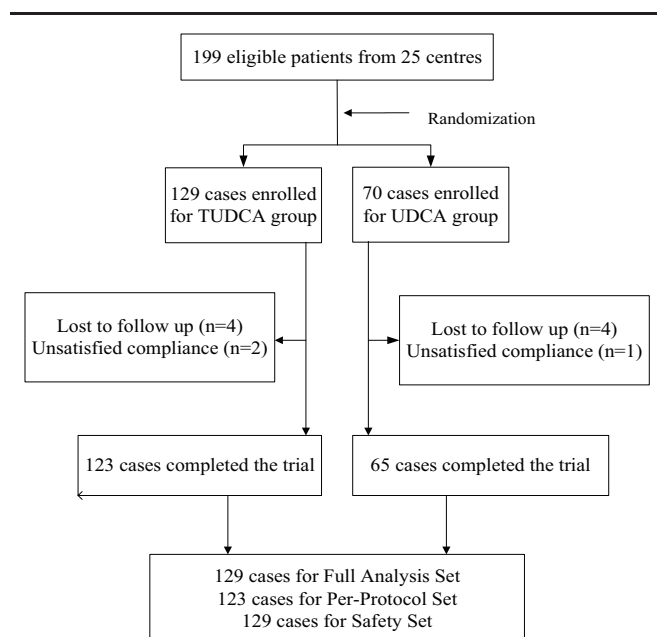 199 eligible patients from 25 centres
Randomization
129 cases enrolled
for TUDCA group
70 cases enrolled
for UDCA group
Lost to follow up (n=4)
Unsatisfied compliance (n=2)
Lost to follow up (n=4)
Unsatisfied compliance (n=1)
123 cases completed the trial
65 cases completed the trial
129 cases for Full Analysis Set
123 cases for Per-Protocol Set
129 cases for Safety Set